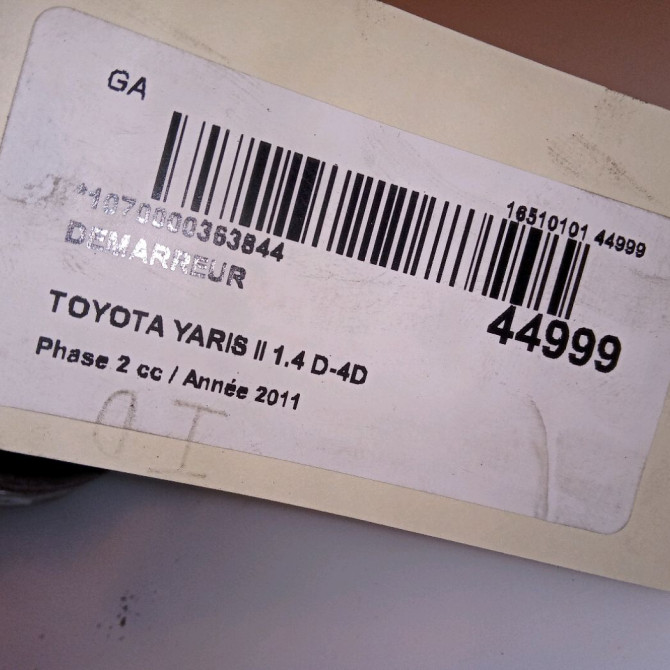 GA
16510101 44999
*1070000363844
DEMARREUR
44999
TOYOTA YARIS II 1.4 D-4D
Phase 2 cc / Année 2011